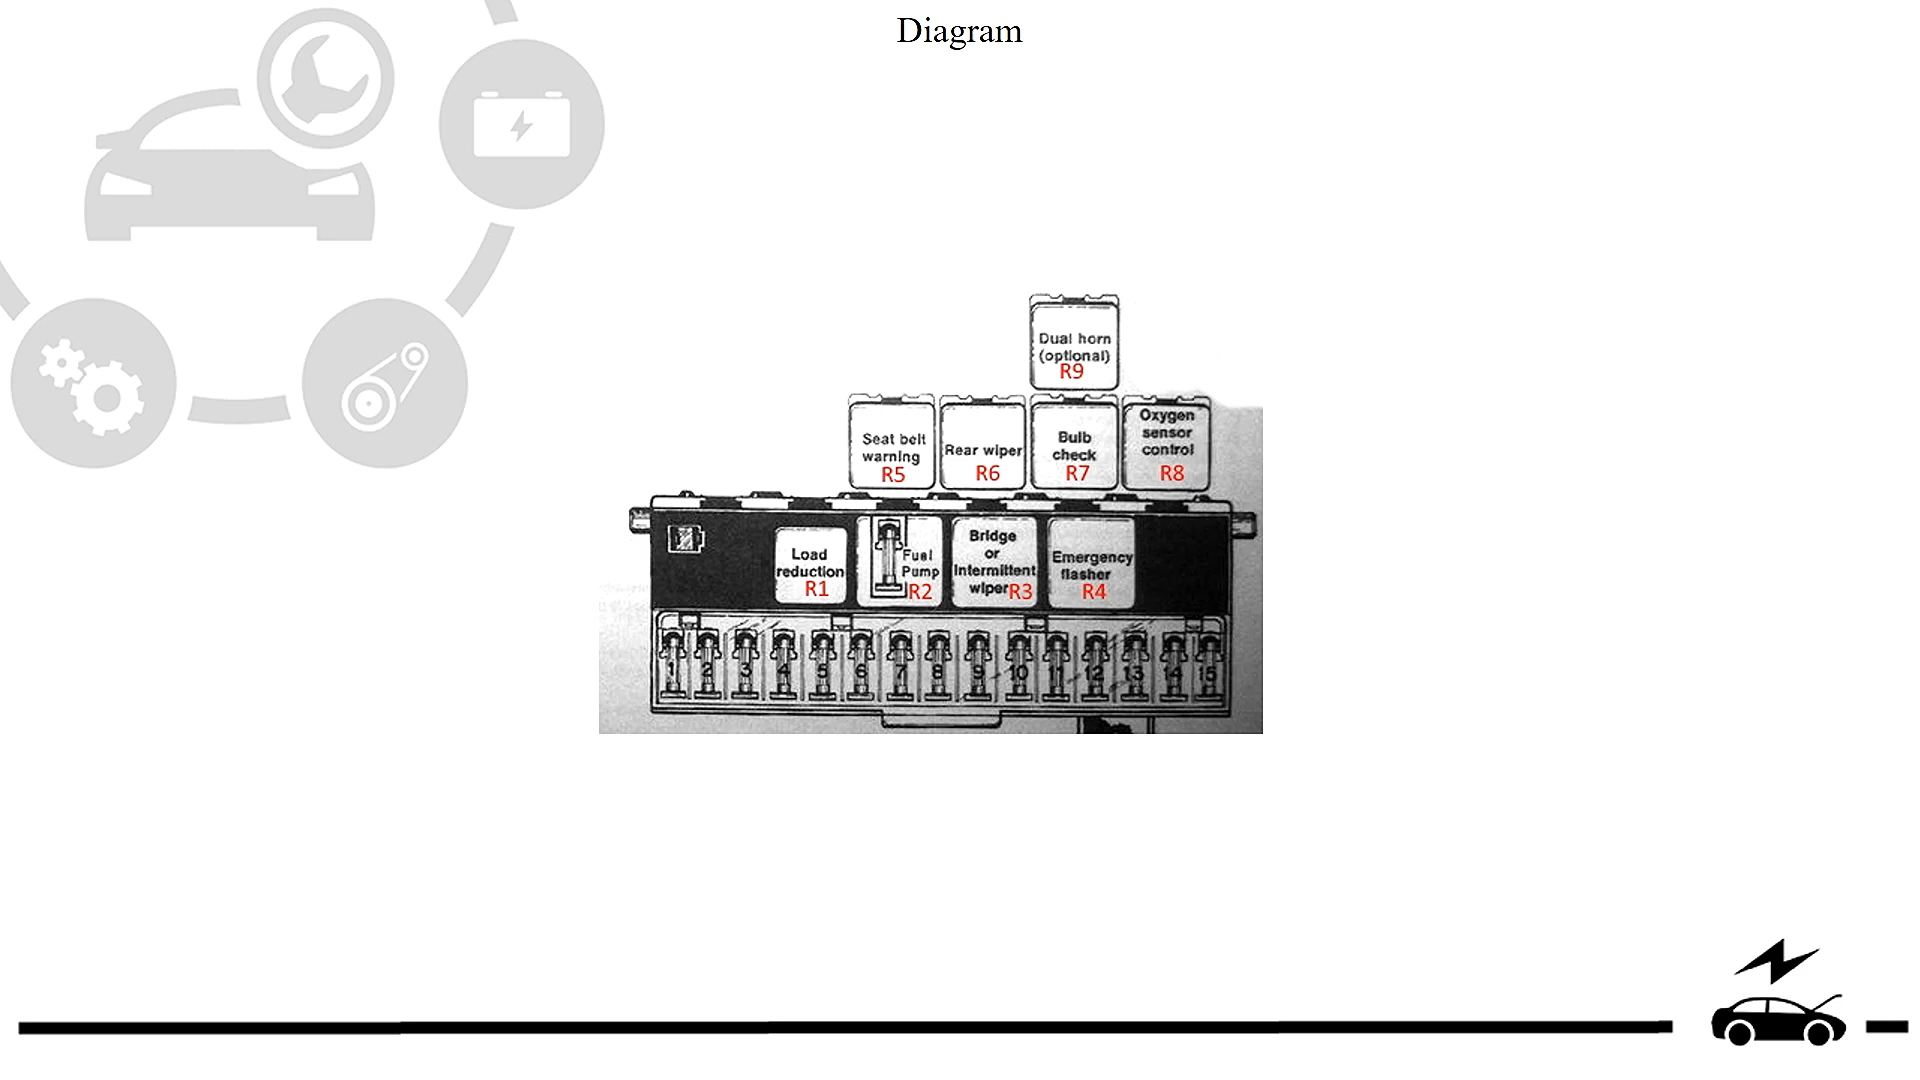 Diagram
Dual horn
(optional)
R9
Seat belt
warning
R5
Rear wiper
R6
Bulb
check
R7
Oxygen
sensor
control
R8
Load
reduction
R1
Fuel
Pump
R2
Bridge
or
intermittent
wiper R3
Emergency
flasher
R4
1 2 3 4 5 6 7 8 9 10 11 12 13 14 15